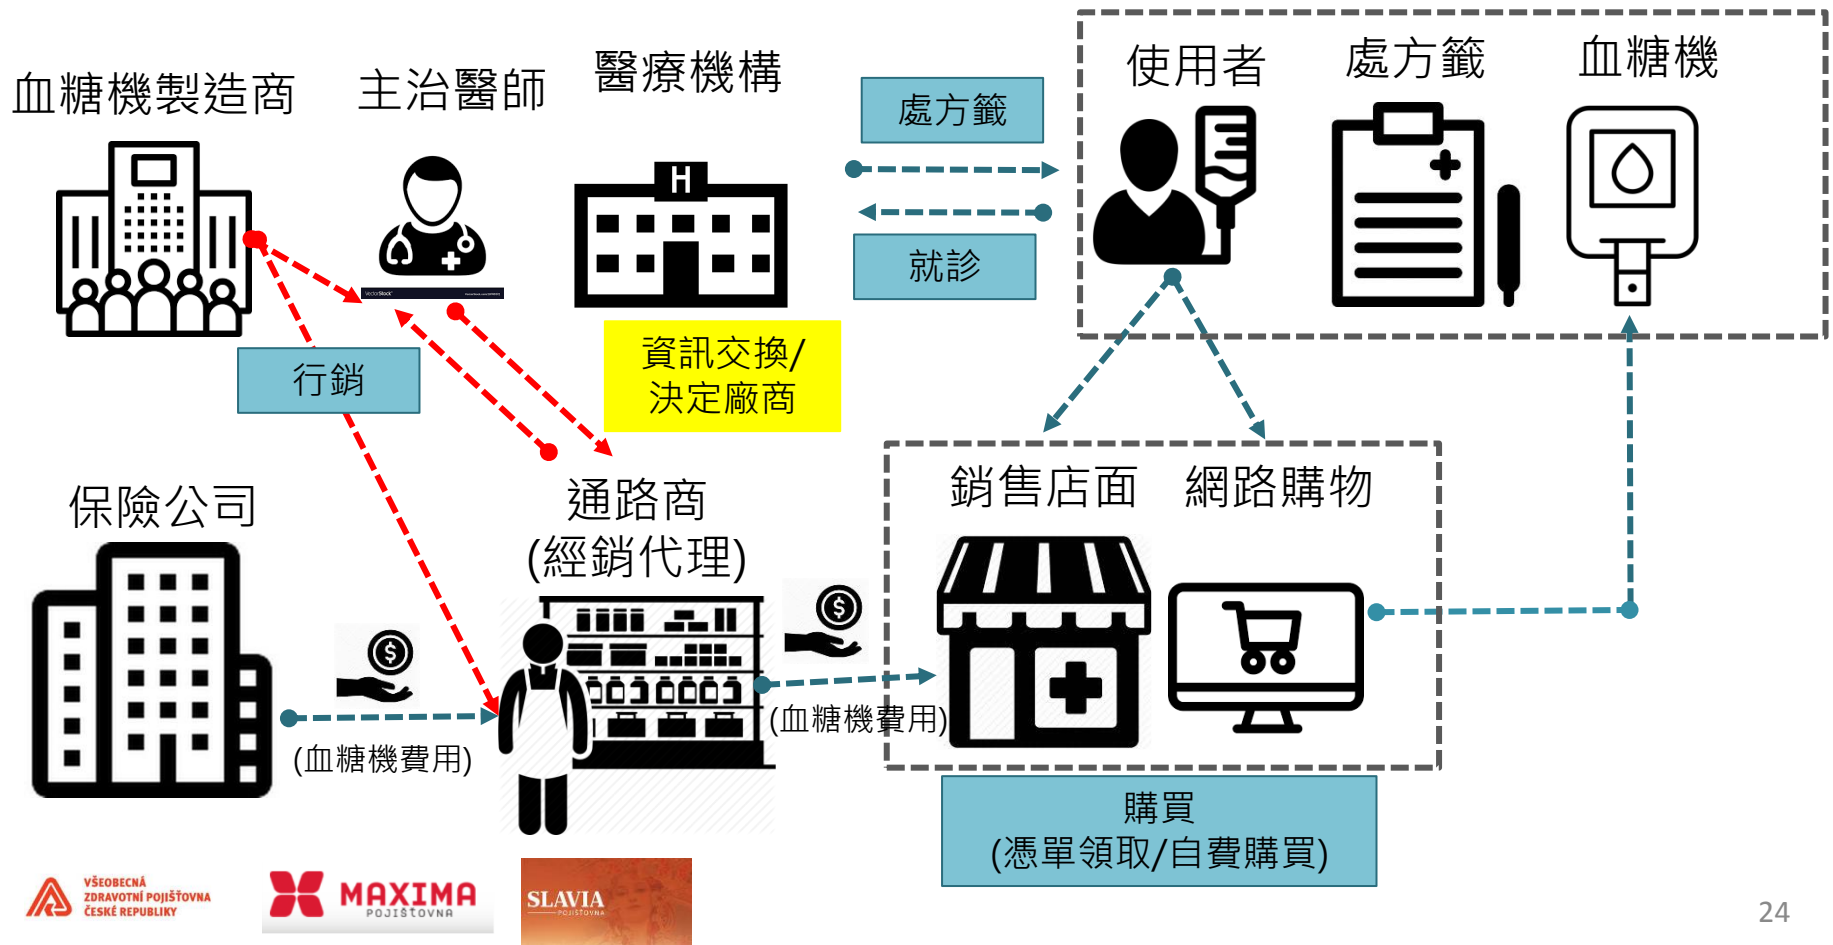 血糖機製造商
主治醫師
醫療機構
使用者
處方籤
血糖機
處方籤
H
就診
VectorStock
資訊交換/
決定廠商
行銷
保險公司
通路商
(經銷代理)
銷售店面
網路購物
$
(血糖機費用)
$
(血糖機費用)
購買
(憑單領取/自費購買)
VŠEOBECNÁ
ZDRAVOTNÍ POJIŠŤOVNA
ČESKÉ REPUBLIKY
MAXIMA
POJIŠŤOVNA
SLAVIA
POJIŠŤOVNA
24